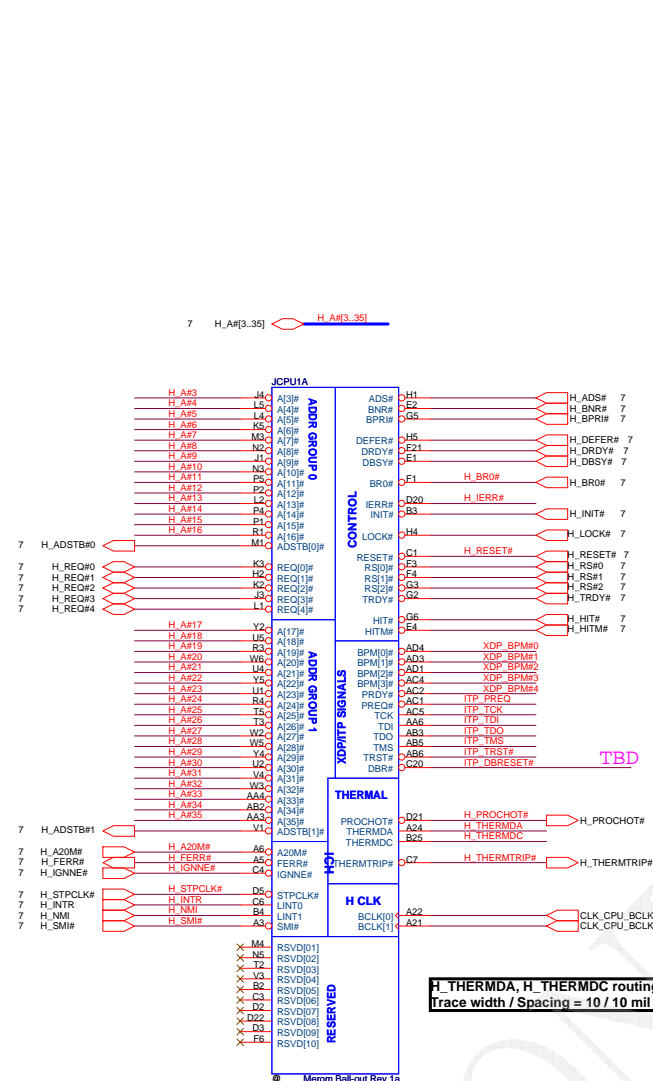 7 H_A#[3..35] H_A#[3..35]
JCPU1A
H_A#3 J4 A[3]# ADS# H1 H_ADS# 7
H_A#4 L5 A[4]# BNR# E2 H_BNR# 7
H_A#5 L4 A[5]# BPRI# G5 H_BPRI# 7
H_A#6 K5 A[6]#
H_A#7 M3 A[7]# DEFER# H5 H_DEFER# 7
H_A#8 N2 A[8]# DRDY# F21 H_DRDY# 7
H_A#9 J1 A[9]# DBSY# E1 H_DBSY# 7
H_A#10 N3 A[10]#
H_A#11 P5 A[11]# BR0# F1 H_BR0# H_BR0# 7
H_A#12 P2 A[12]#
H_A#13 L2 A[13]# IERR# D20 H_IERR#
H_A#14 P4 A[14]# INIT# B3 H_INIT# 7
H_A#15 P1 A[15]#
H_A#16 R1 A[16]# LOCK# H4 H_LOCK# 7
7 H_ADSTB#0 M1 ADSTB[0]#
ADDR GROUP 0
CONTROL
RESET# C1 H_RESET# H_RESET# 7
7 H_REQ#0 K3 REQ[0]# RS[0]# F3 H_RS#0 7
7 H_REQ#1 H2 REQ[1]# RS[1]# F4 H_RS#1 7
7 H_REQ#2 K2 REQ[2]# RS[2]# G3 H_RS#2 7
7 H_REQ#3 J3 REQ[3]# TRDY# G2 H_TRDY# 7
7 H_REQ#4 L1 REQ[4]#
HIT# G6 H_HIT# 7
H_A#17 Y2 A[17]# HITM# E4 H_HITM# 7
H_A#18 U5 A[18]#
H_A#19 R3 A[19]# BPM[0]# AD4 XDP_BPM#0
H_A#20 W6 A[20]# BPM[1]# AD3 XDP_BPM#1
H_A#21 U4 A[21]# BPM[2]# AD1 XDP_BPM#2
H_A#22 Y5 A[22]# BPM[3]# AC4 XDP_BPM#3
H_A#23 U1 A[23]# PRDY# AC2 XDP_BPM#4
H_A#24 R4 A[24]# PREQ# AC1 ITP_PREQ
H_A#25 T5 A[25]# TCK AC5 ITP_TCK
H_A#26 T3 A[26]# TDI AA6 ITP_TDI
H_A#27 W2 A[27]# TDO AB3 ITP_TDO
H_A#28 W5 A[28]# TMS AB5 ITP_TMS
H_A#29 Y4 A[29]# TRST# AB6 ITP_TRST#
H_A#30 U2 A[30]# DBR# C20 ITP_DBRESET# TBD
H_A#31 V4 A[31]#
H_A#32 W3 A[32]#
H_A#33 AA4 A[33]#
H_A#34 AB2 A[34]#
H_A#35 AA3 A[35]#
7 H_ADSTB#1 V1 ADSTB[1]#
ADDR GROUP 1
XDP/ITP SIGNALS
THERMAL
PROCHOT# D21 H_PROCHOT# H_PROCHOT#
THERMDA A24 H_THERMDA
THERMDC B25 H_THERMDC
7 H_A20M# H_A20M# A6 A20M#
7 H_FERR# H_FERR# A5 FERR# THERMTRIP# C7 H_THERMTRIP# H_THERMTRIP#
7 H_IGNNE# H_IGNNE# C4 IGNNE#
ICH
7 H_STPCLK# H_STPCLK# D5 STPCLK#
7 H_INTR H_INTR C6 LINT0
7 H_NMI H_NMI B4 LINT1
7 H_SMI# H_SMI# A3 SMI#
H CLK
BCLK[0] A22 CLK_CPU_BCLK
BCLK[1] A21 CLK_CPU_BCLK
M4 RSVD[01]
N5 RSVD[02]
T2 RSVD[03]
V3 RSVD[04]
B2 RSVD[05]
C3 RSVD[06]
D2 RSVD[07]
D22 RSVD[08]
D3 RSVD[09]
F6 RSVD[10]
RESERVED
H_THERMDA, H_THERMDC routing
Trace width / Spacing = 10 / 10 mil
@ Merom Ball-out Rev 1a